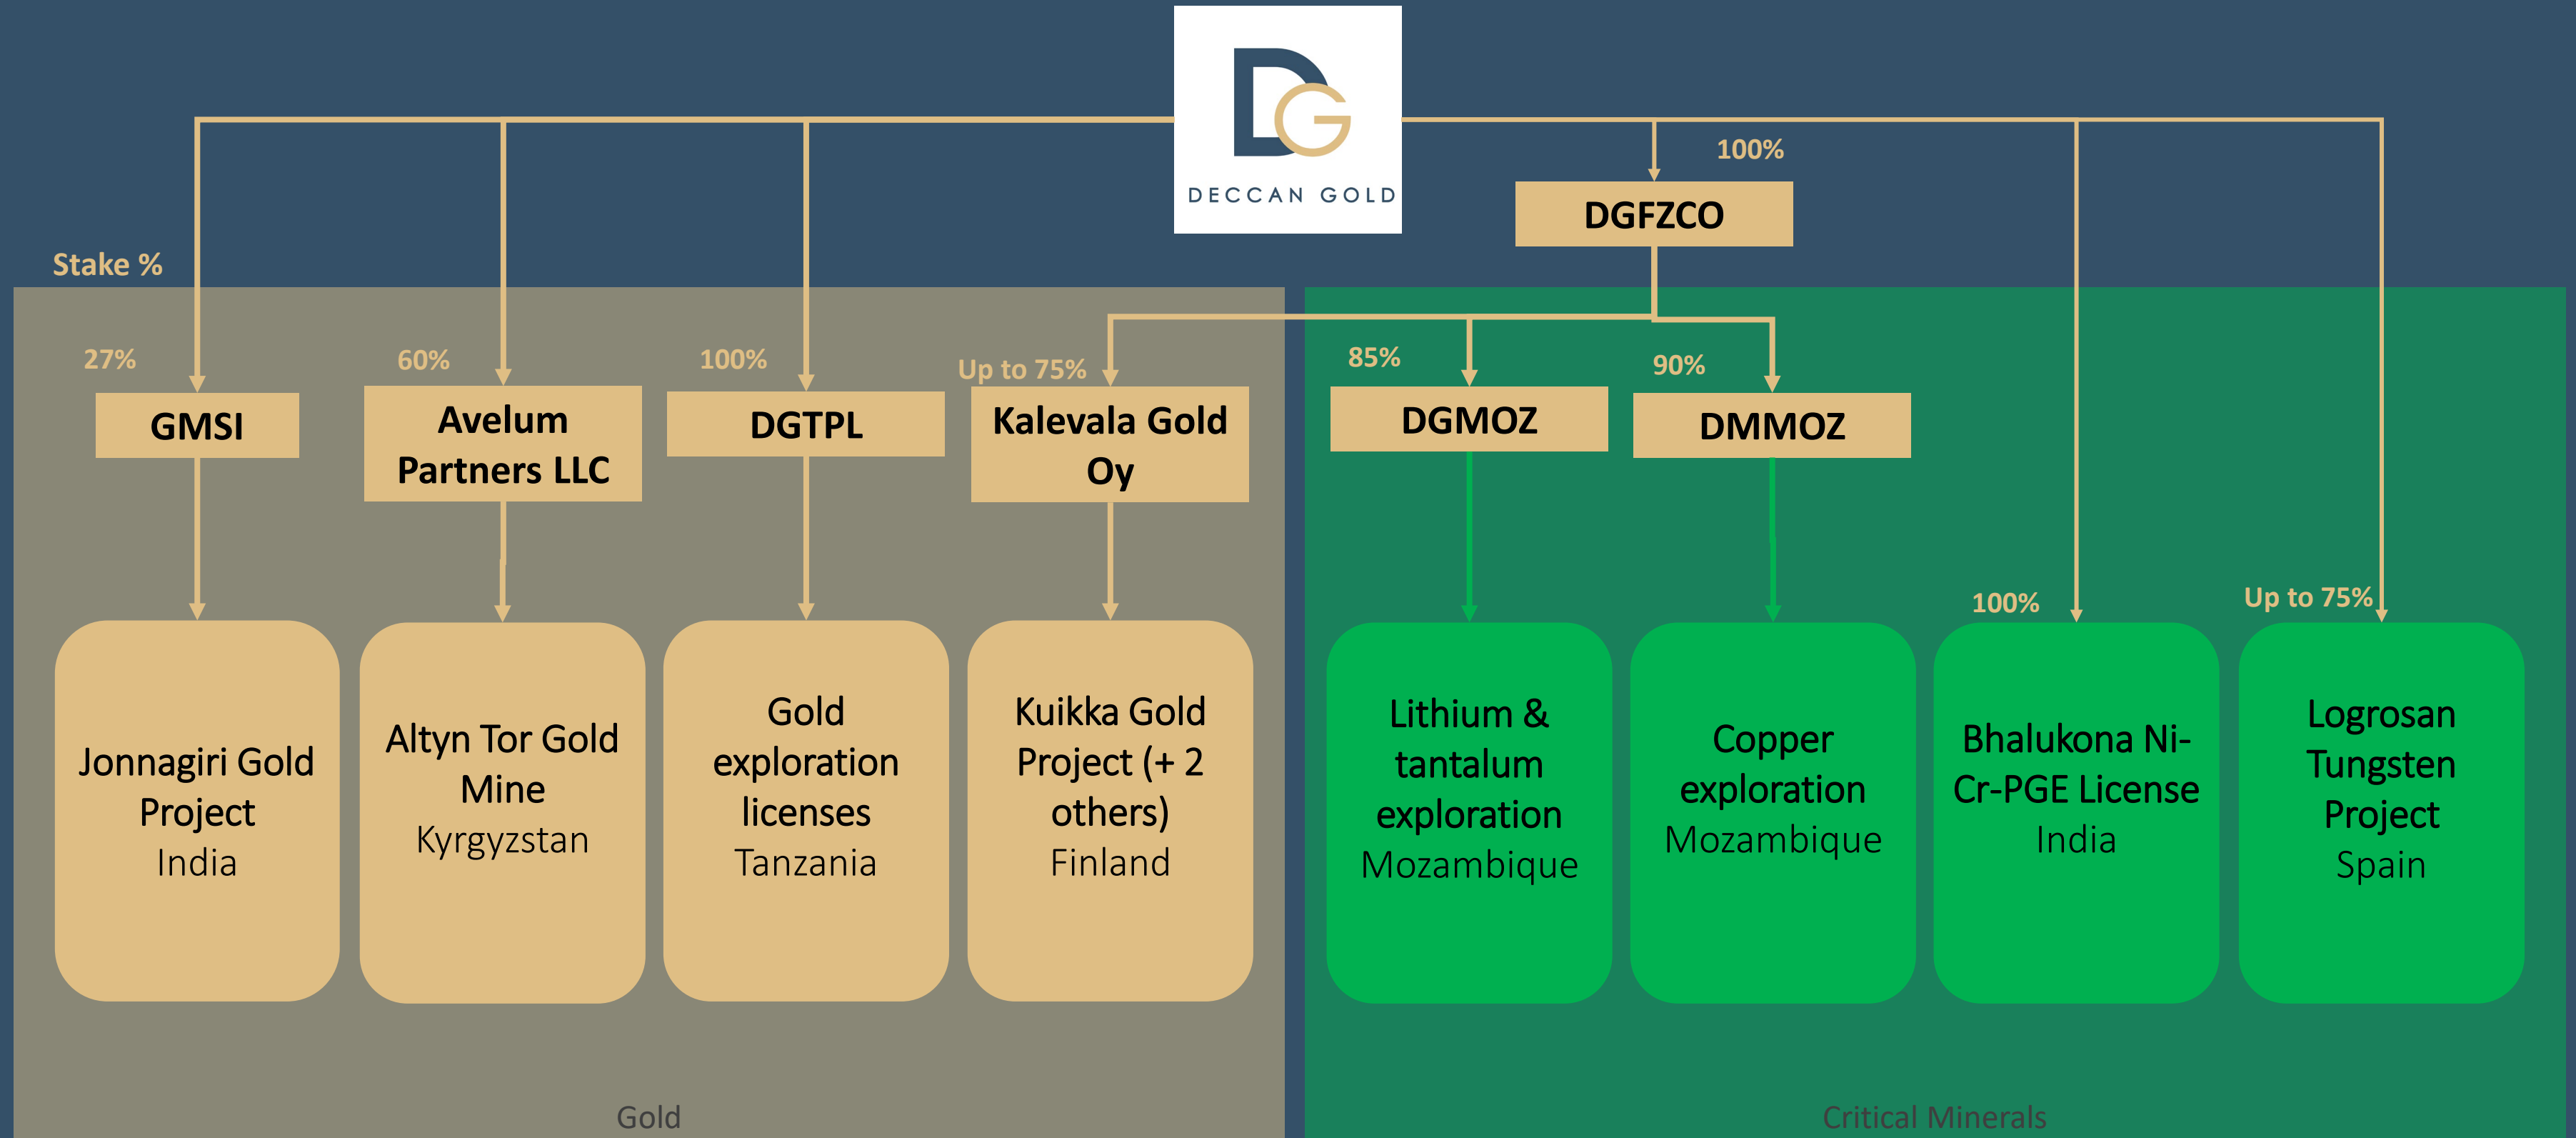 DG
DECCAN GOLD
100%
DGFZCO
Stake %
27%
GMSI
60%
Avelum
Partners LLC
100%
DGTPL
Up to 75%
Kalevala Gold
Oy
85%
DGMOZ
90%
DMMOZ
Jonnagiri Gold
Project
India
Altyn Tor Gold
Mine
Kyrgyzstan
Gold
exploration
licenses
Tanzania
Kuikka Gold
Project (+ 2
others)
Finland
Lithium &
tantalum
exploration
Mozambique
Copper
exploration
Mozambique
100%
Bhalukona Ni-
Cr-PGE License
India
Up to 75%
Logrosan
Tungsten
Project
Spain
Gold
Critical Minerals